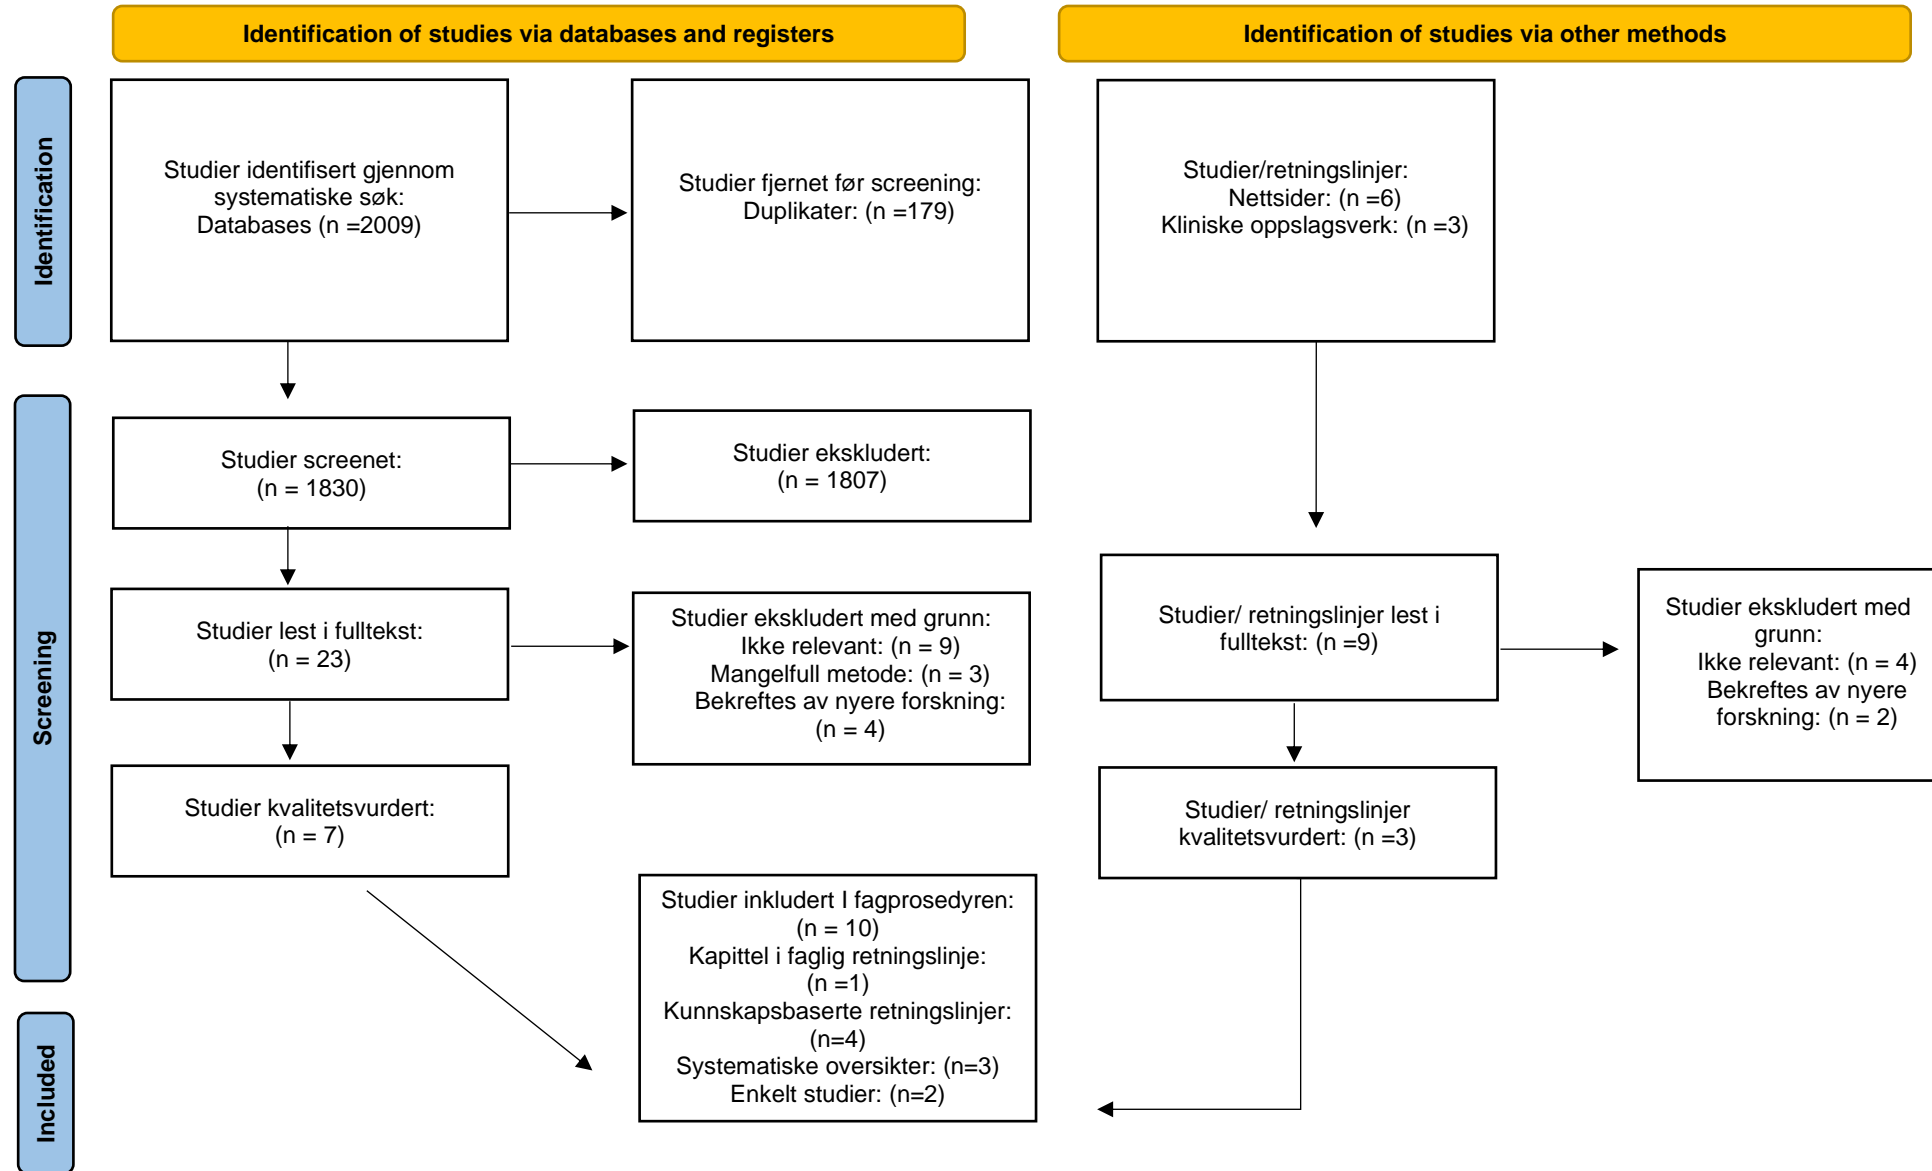 Identification of studies via databases and registers
Identification of studies via other methods
Identification
Studier identifisert gjennom
systematiske søk:
Databases (n =2009)
Studier fjernet før screening:
Duplikater: (n =179)
Studier/retningslinjer:
Nettsider: (n =6)
Kliniske oppslagsverk: (n =3)
Screening
Studier screenet:
(n = 1830)
Studier ekskludert:
(n = 1807)
Studier lest i fulltekst:
(n = 23)
Studier ekskludert med grunn:
Ikke relevant: (n = 9)
Mangelfull metode: (n = 3)
Bekreftes av nyere forskning:
(n = 4)
Studier/ retningslinjer lest i
fulltekst: (n =9)
Studier ekskludert med
grunn:
Ikke relevant: (n = 4)
Bekreftes av nyere
forskning: (n = 2)
Studier kvalitetsvurdert:
(n = 7)
Studier/ retningslinjer
kvalitetsvurdert: (n =3)
Included
Studier inkludert I fagprosedyren:
(n = 10)
Kapittel i faglig retningslinje:
(n =1)
Kunnskapsbaserte retningslinjer:
(n=4)
Systematiske oversikter: (n=3)
Enkelt studier: (n=2)